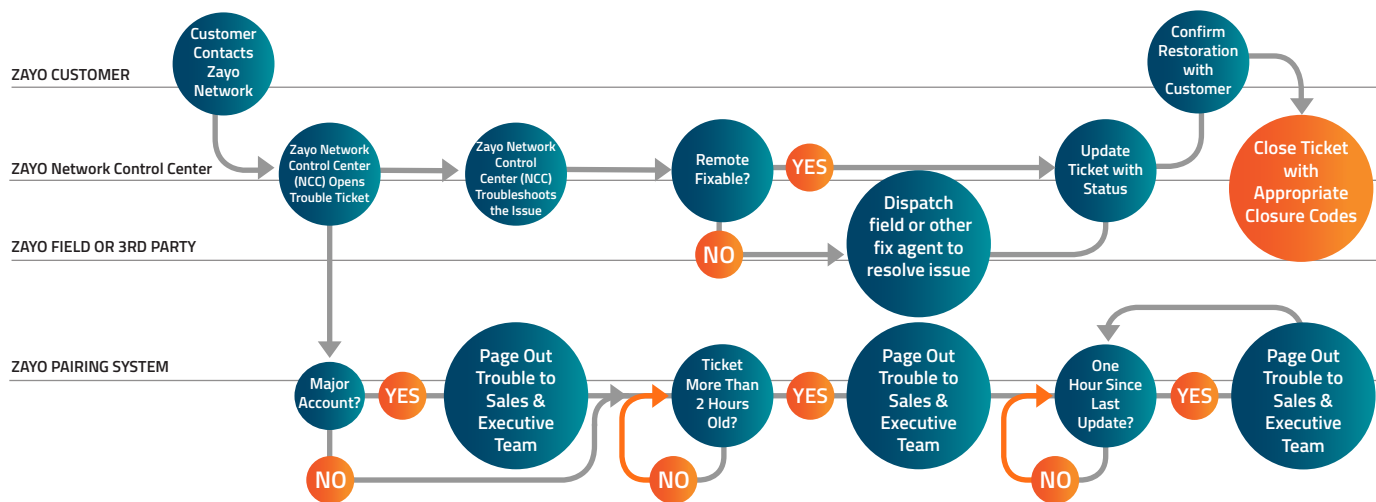 ZAYO CUSTOMER
Customer
Contacts
Zayo
Network
Confirm
Restoration
with
Customer
ZAYO Network Control Center
Zayo Network
Control Center
(NCC) Opens
Trouble Ticket
Zayo Network
Control
Center (NCC)
Troubleshoots
the Issue
Remote
Fixable?
YES
Update
Ticket with
Status
Close Ticket
with
Appropriate
Closure Codes
ZAYO FIELD OR 3RD PARTY
NO
Dispatch
field or other
fix agent to
resolve issue
ZAYO PAIRING SYSTEM
Major
Account?
YES
NO
Page Out
Trouble to
Sales &
Executive
Team
Ticket
More Than
2 Hours
Old?
YES
NO
Page Out
Trouble to
Sales &
Executive
Team
One
Hour Since
Last
Update?
YES
NO
Page Out
Trouble to
Sales &
Executive
Team